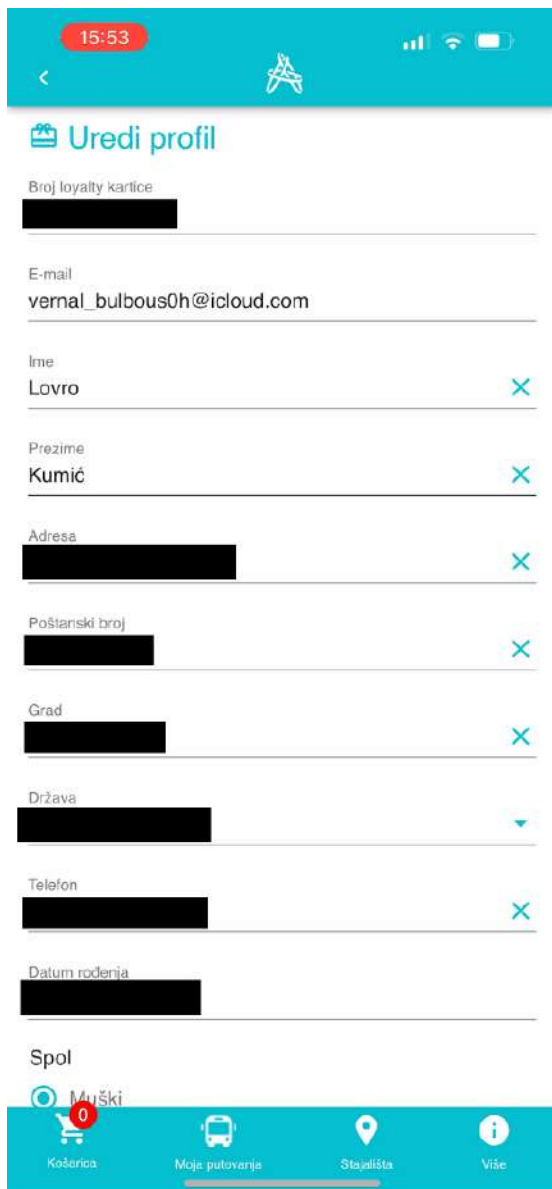 15:53
Uredi profil
Broj loyalty kartice
E-mail
vernal_bulbous0h@icloud.com
Ime
Lovro
Prezime
Kumić
Adresa
Poštanski broj
Grad
Država
Telefon
Datum rođenja
Spol
Muški
0
Košarica
Moja putovanja
Stajališta
Više